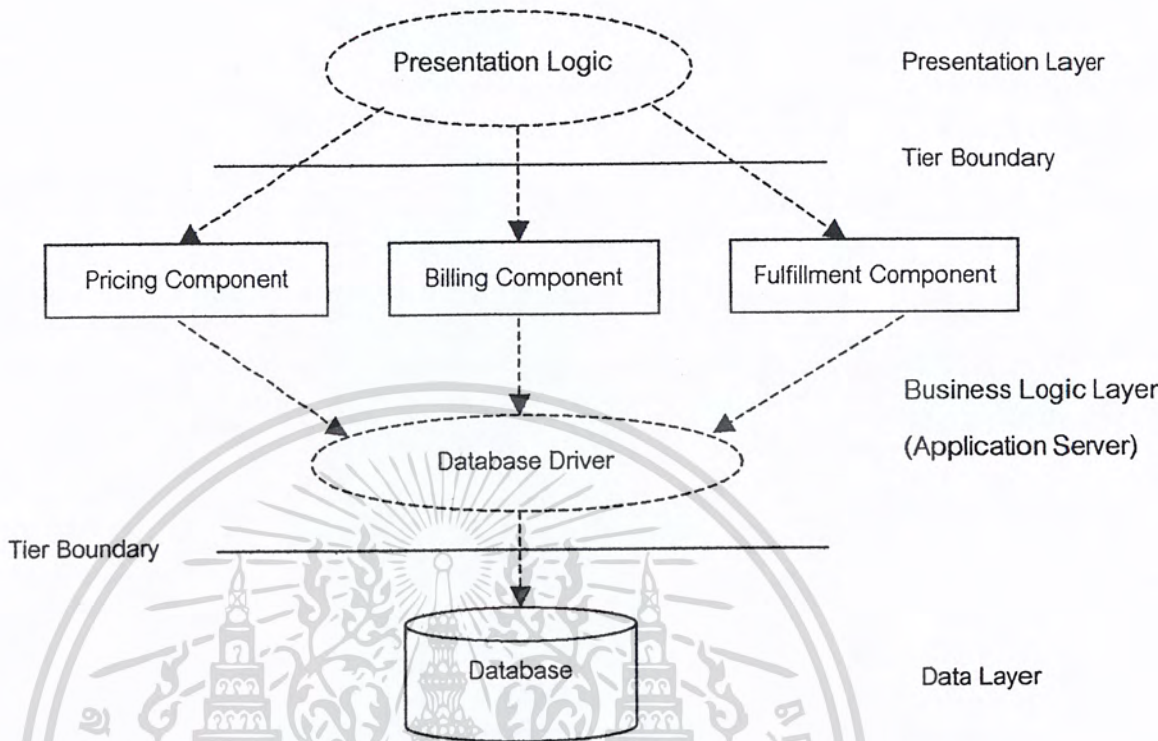 Presentation Logic
Presentation Layer
Tier Boundary
Pricing Component
Billing Component
Fulfillment Component
Business Logic Layer
(Application Server)
Database Driver
Tier Boundary
Database
Data Layer